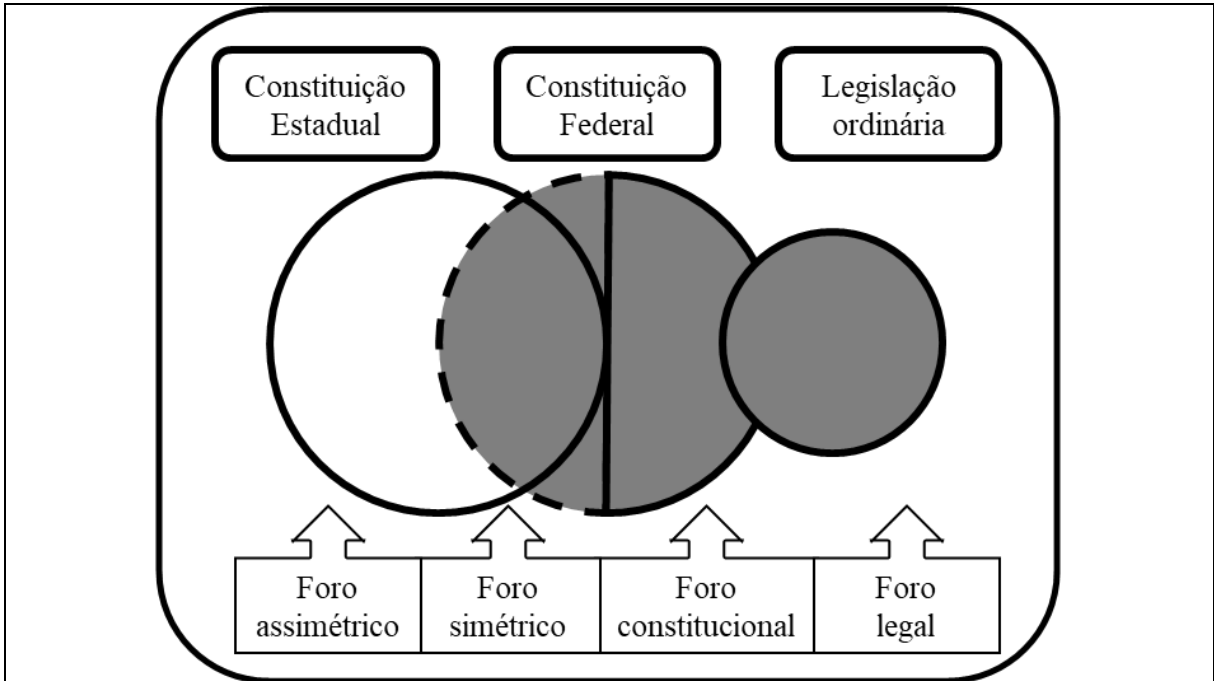 Constituição
Estadual
Constituição
Federal
Legislação
ordinária
Foro
assimétrico
Foro
simétrico
Foro
constitucional
Foro
legal